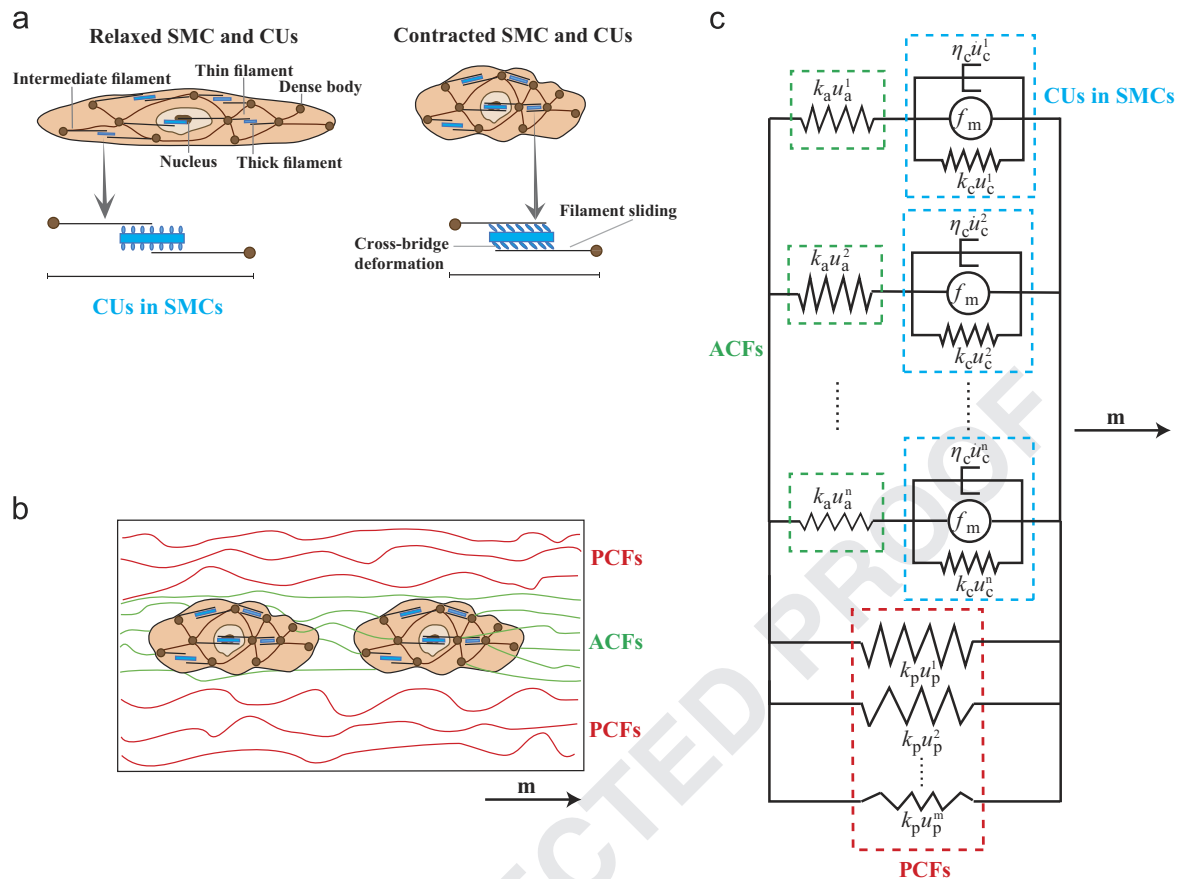 a
Relaxed SMC and CUs
Contracted SMC and CUs
Intermediate filament
Thin filament
Dense body
Nucleus
Thick filament
Filament sliding
Cross-bridge
deformation
CUs in SMCs
b
PCFs
ACFs
PCFs
m
c
η_c u̇_c^1
k_a u_a^1
CUs in SMCs
f_m
k_c u_c^1
η_c u̇_c^2
k_a u_a^2
f_m
k_c u_c^2
ACFs
m
η_c u̇_c^n
k_a u_a^n
f_m
k_c u_c^n
k_p u_p^1
k_p u_p^2
k_p u_p^m
PCFs
ECTED PROOF